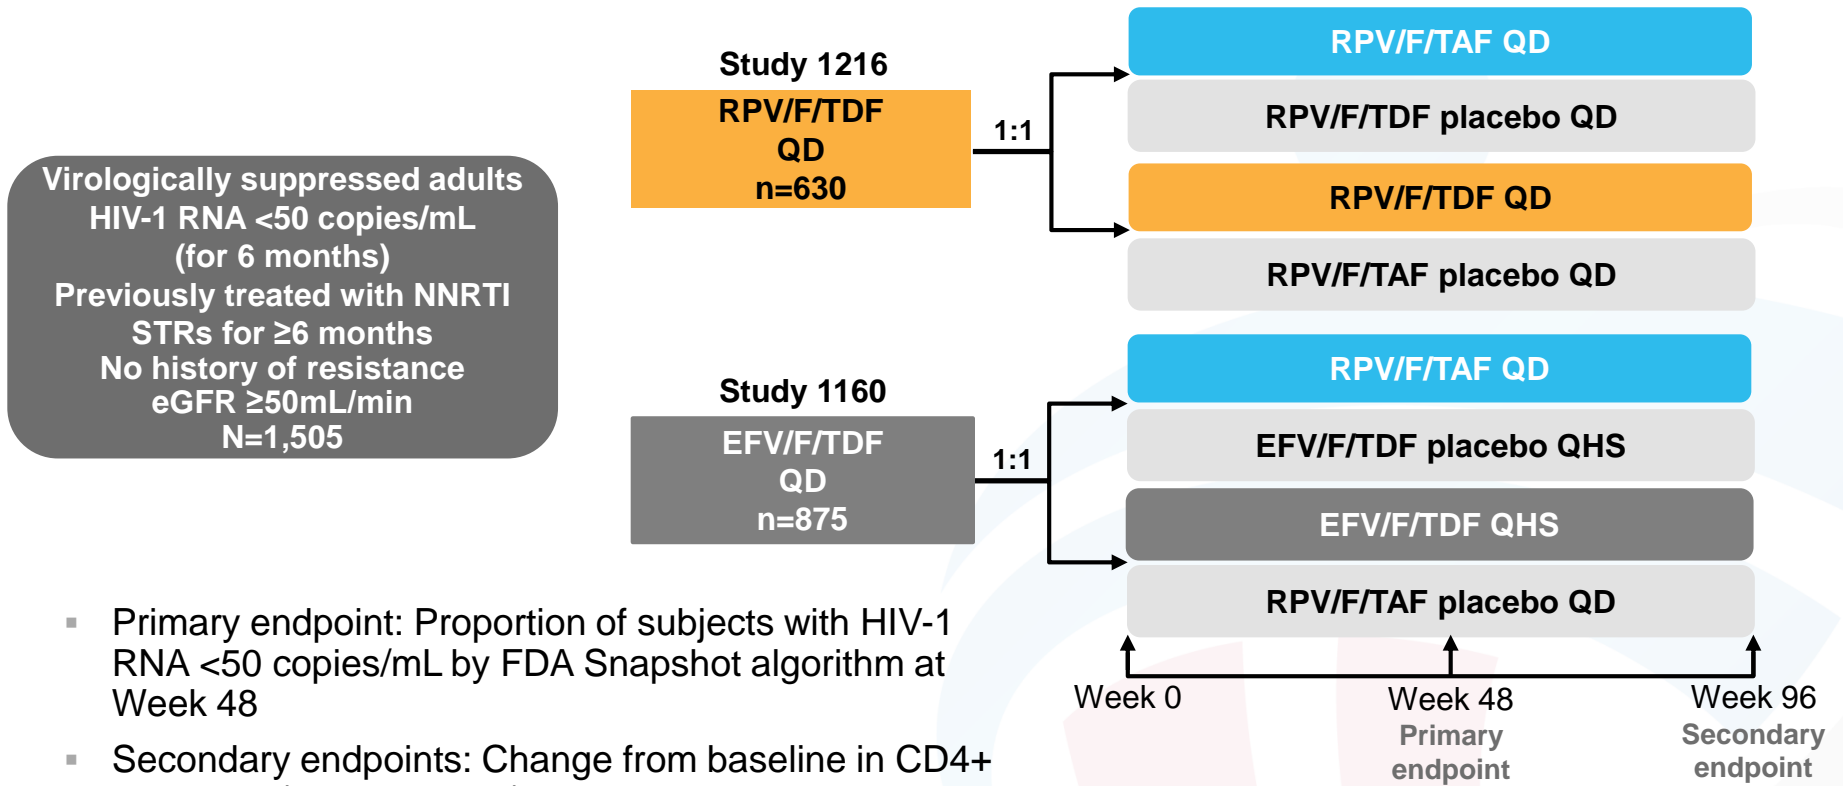 Virologically suppressed adults
HIV-1 RNA <50 copies/mL
(for 6 months)
Previously treated with NNRTI
STRs for ≥6 months
No history of resistance
eGFR ≥50mL/min
N=1,505
Study 1216
RPV/F/TDF
QD
n=630
1:1
RPV/F/TAF QD
RPV/F/TDF placebo QD
RPV/F/TDF QD
RPV/F/TAF placebo QD
Study 1160
EFV/F/TDF
QD
n=875
1:1
RPV/F/TAF QD
EFV/F/TDF placebo QHS
EFV/F/TDF QHS
RPV/F/TAF placebo QD
Week 0
Week 48
Primary
endpoint
Week 96
Secondary
endpoint
▪ Primary endpoint: Proportion of subjects with HIV-1
RNA <50 copies/mL by FDA Snapshot algorithm at
Week 48
▪ Secondary endpoints: Change from baseline in CD4+